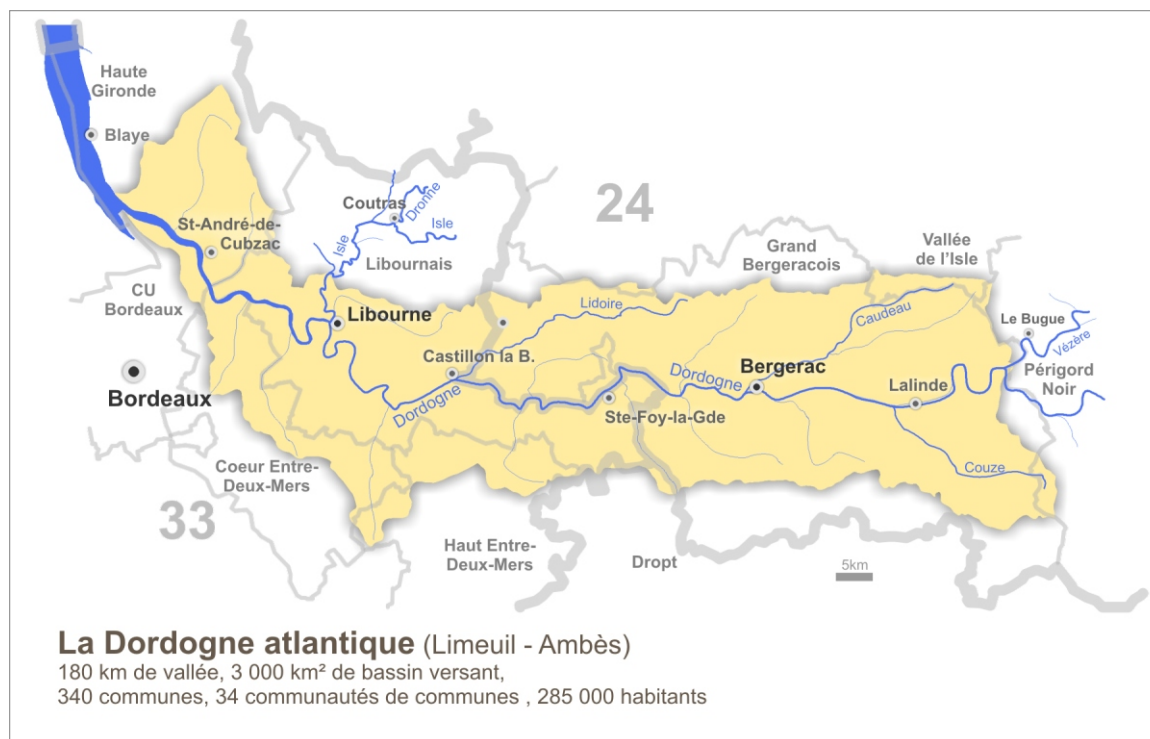 Haute
Gironde
Blaye
St-André-de-
Cubzac
Coutras
Dronne
Isle
Isle
Libournais
24
Grand
Bergeracois
Vallée
de l'Isle
CU
Bordeaux
Libourne
Lidoire
Caudeau
Le Bugue
Vézère
Castillon la B.
Bordeaux
Dordogne
Dordogne
Bergerac
Lalinde
Périgord
Noir
Ste-Foy-la-Gde
Coeur Entre-
Deux-Mers
Couze
33
Haut Entre-
Deux-Mers
Dropt
5km
La Dordogne atlantique (Limeuil - Ambès)
180 km de vallée, 3 000 km² de bassin versant,
340 communes, 34 communautés de communes , 285 000 habitants